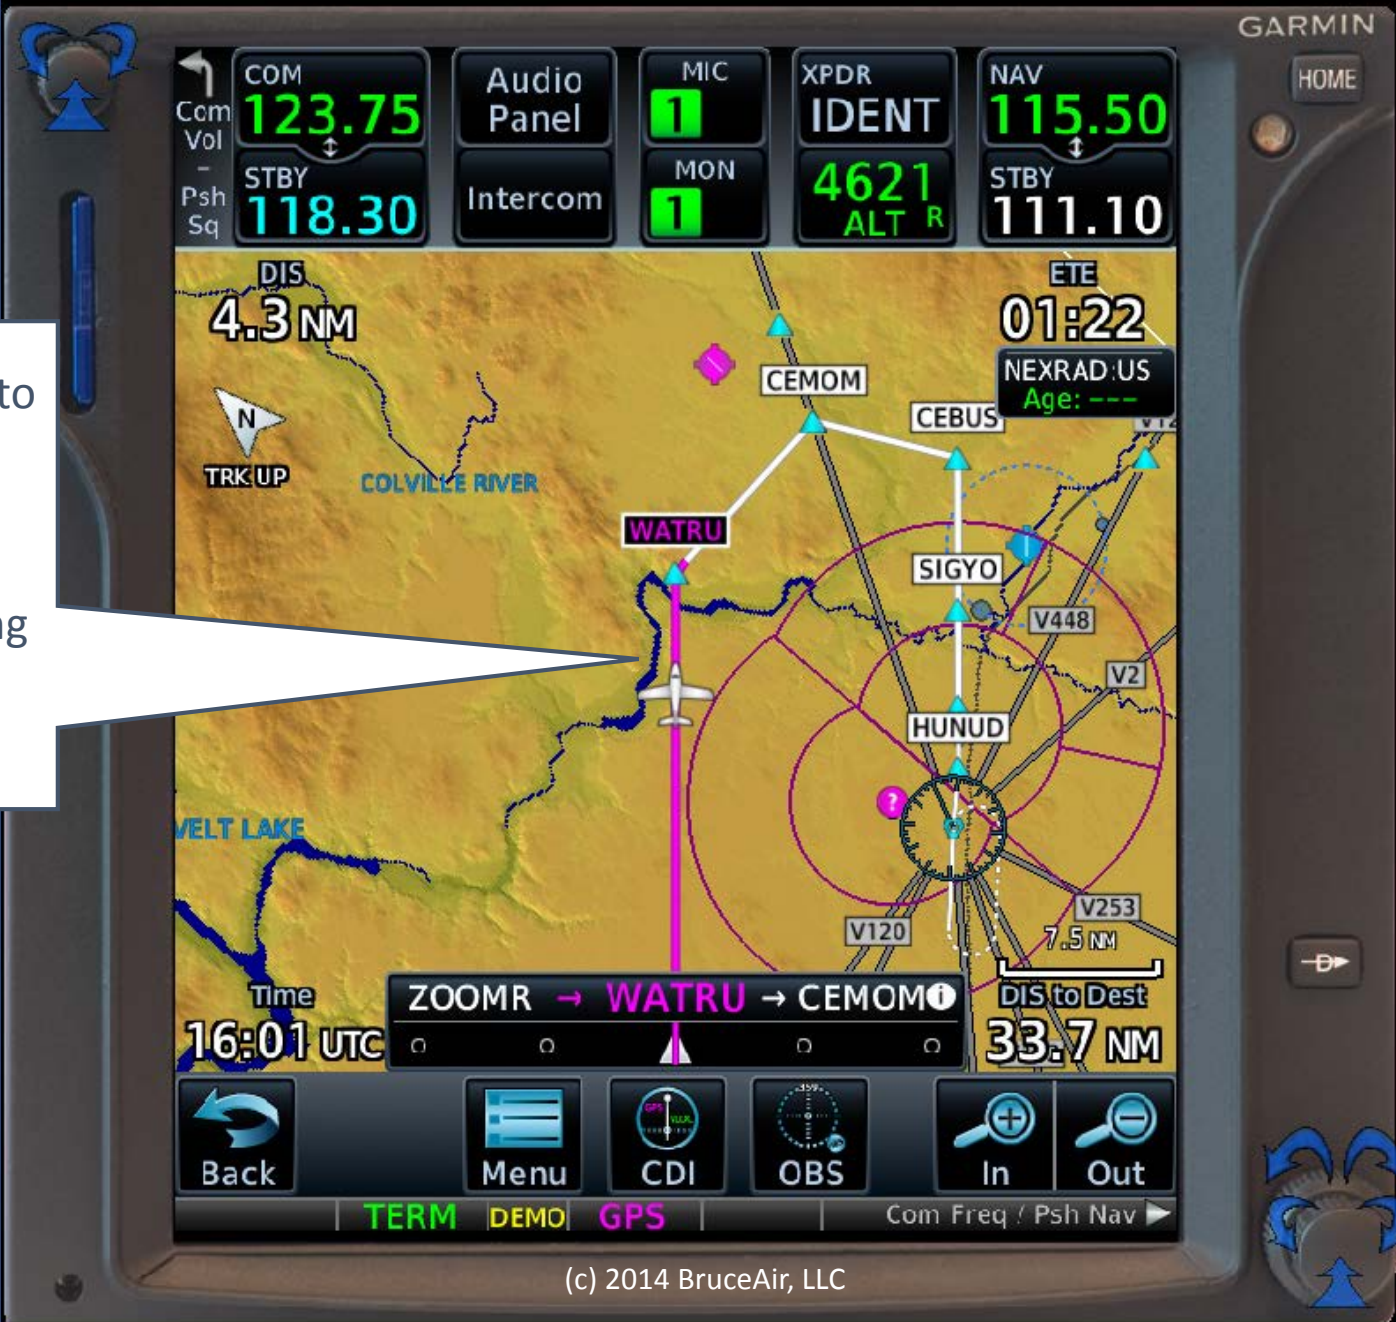 GARMIN
HOME
Com
Vol
-
Psh
Sq
COM
123.75
STBY
118.30
Audio
Panel
Intercom
MIC
1
MON
1
XPDR
IDENT
4621
ALT R
NAV
115.50
STBY
111.10
DIS
4.3 NM
ETE
01:22
NEXRAD:US
Age: ---
N
TRK UP
to
COLVILLE RIVER
CEMOM
CEBUS
V12
WATRU
SIGYO
V448
V2
HUNUD
?
VELT LAKE
V120
V253
7.5 NM
Time
16:01 UTC
ZOOMR → WATRU → CEMOM i
DIS to Dest
33.7 NM
Back
Menu
GPS
CDI
359
OBS
In
Out
TERM
DEMO
GPS
Com Freq / Psh Nav
D
(c) 2014 BruceAir, LLC